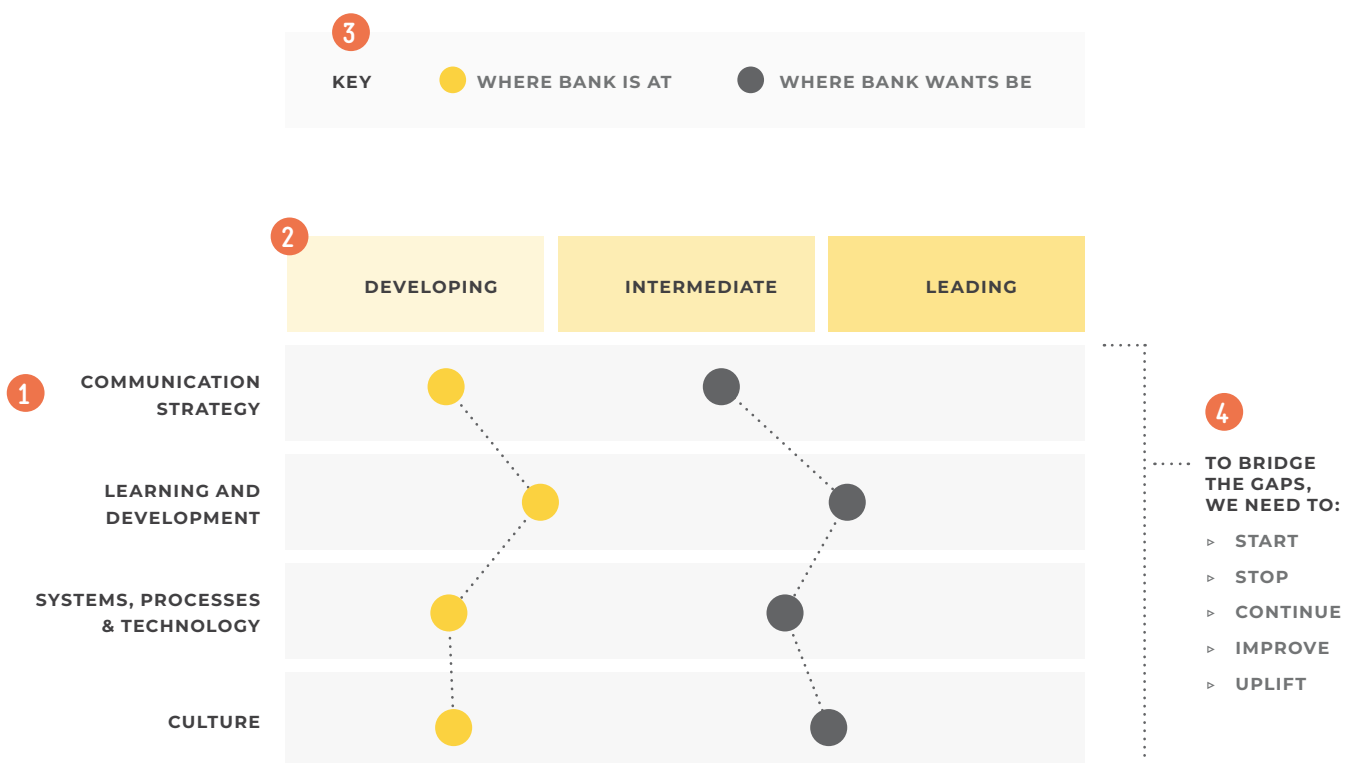 3
KEY
WHERE BANK IS AT
WHERE BANK WANTS BE
2
DEVELOPING
INTERMEDIATE
LEADING
1
COMMUNICATION
STRATEGY
LEARNING AND
DEVELOPMENT
SYSTEMS, PROCESSES
& TECHNOLOGY
CULTURE
4
TO BRIDGE
THE GAPS,
WE NEED TO:
START
STOP
CONTINUE
IMPROVE
UPLIFT